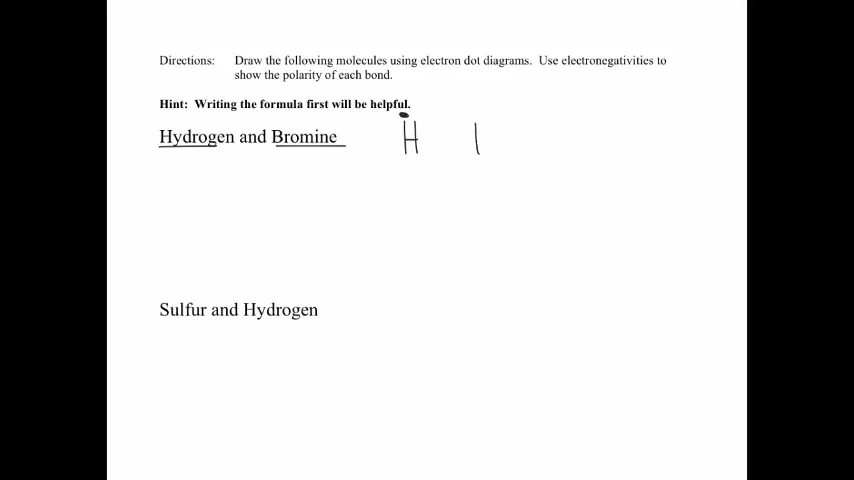 Directions: Draw the following molecules using electron dot diagrams. Use electronegativities to
show the polarity of each bond.
Hint: Writing the formula first will be helpful.
Hydrogen and Bromine H
Sulfur and Hydrogen